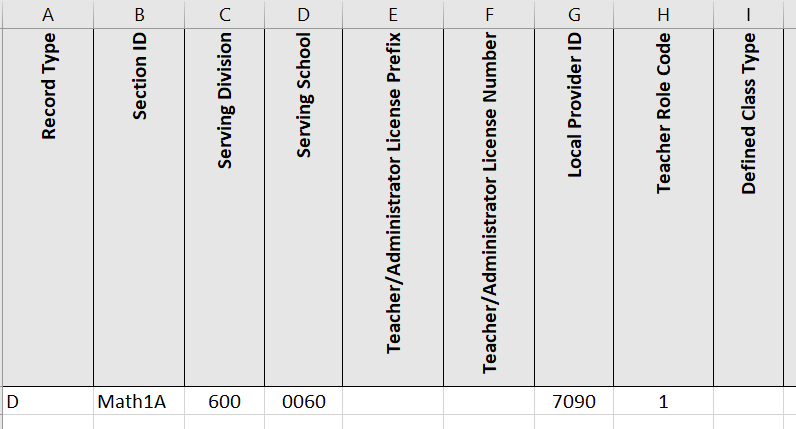 A B C D E F G H I
Record Type
Section ID
Serving Division
Serving School
Teacher/Administrator License Prefix
Teacher/Administrator License Number
Local Provider ID
Teacher Role Code
Defined Class Type
D Math1A 600 0060 7090 1